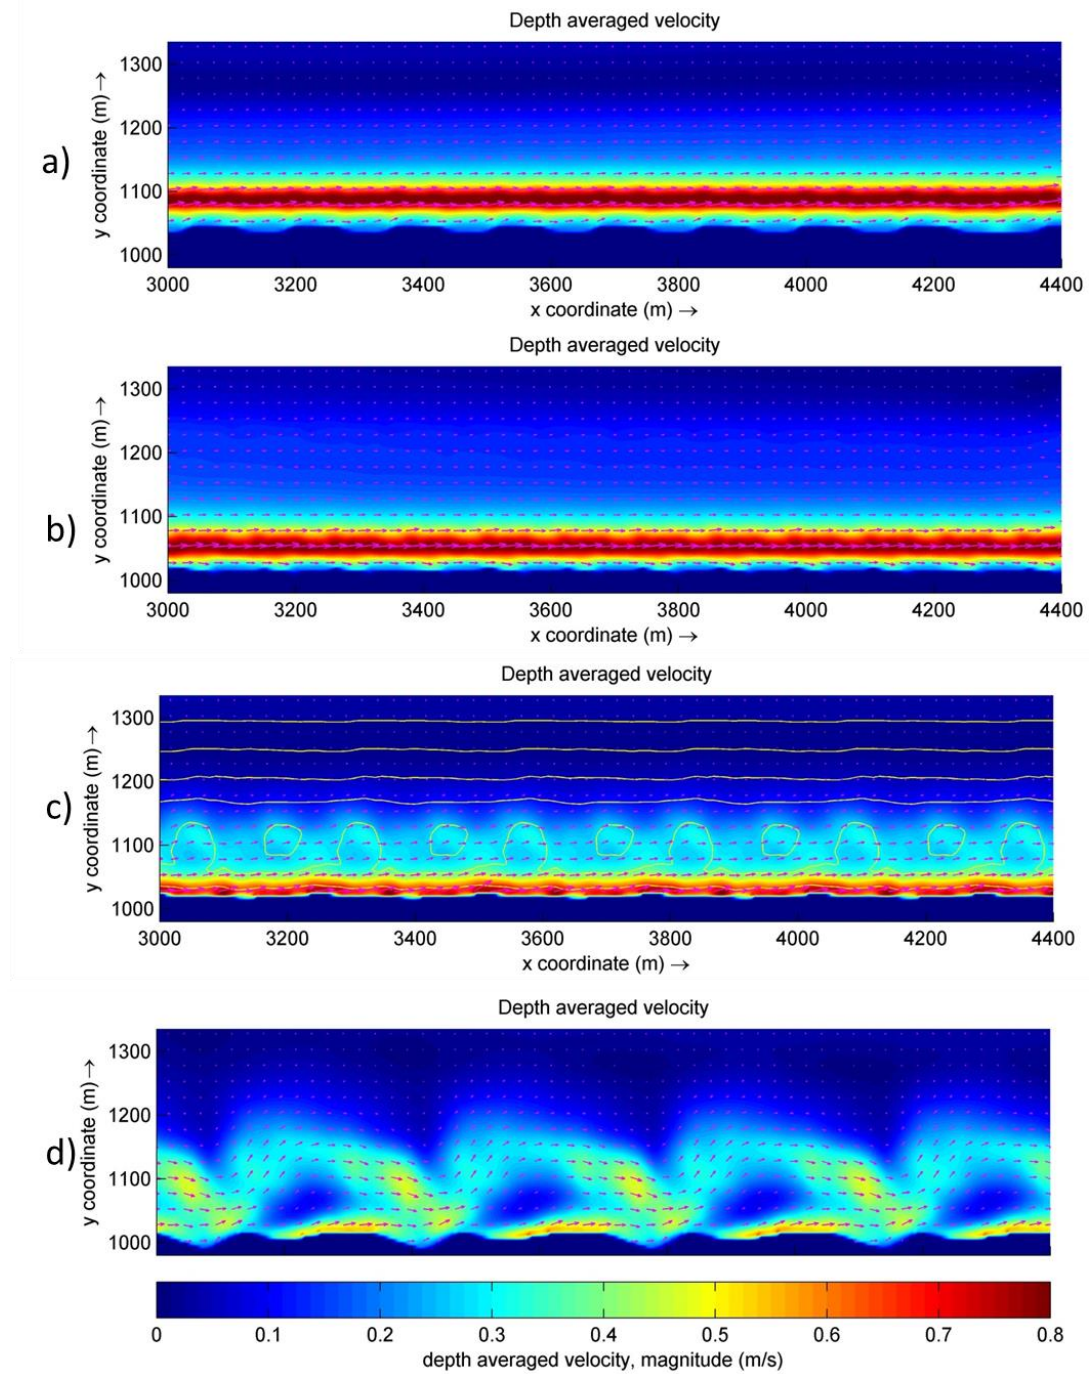 Depth averaged velocity
a)
y coordinate (m) →
1300
1200
1100
1000
3000 3200 3400 3600 3800 4000 4200 4400
x coordinate (m) →
Depth averaged velocity
b)
y coordinate (m) →
1300
1200
1100
1000
3000 3200 3400 3600 3800 4000 4200 4400
x coordinate (m) →
Depth averaged velocity
c)
y coordinate (m) →
1300
1200
1100
1000
3000 3200 3400 3600 3800 4000 4200 4400
x coordinate (m) →
Depth averaged velocity
d)
y coordinate (m) →
1300
1200
1100
1000
0 0.1 0.2 0.3 0.4 0.5 0.6 0.7 0.8
depth averaged velocity, magnitude (m/s)